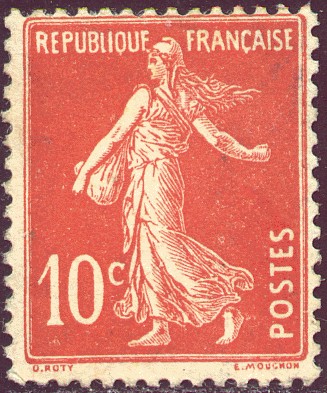 REPUBLIQUE FRANÇAISE
10c
POSTES
O. ROTY
E. MOUCHON